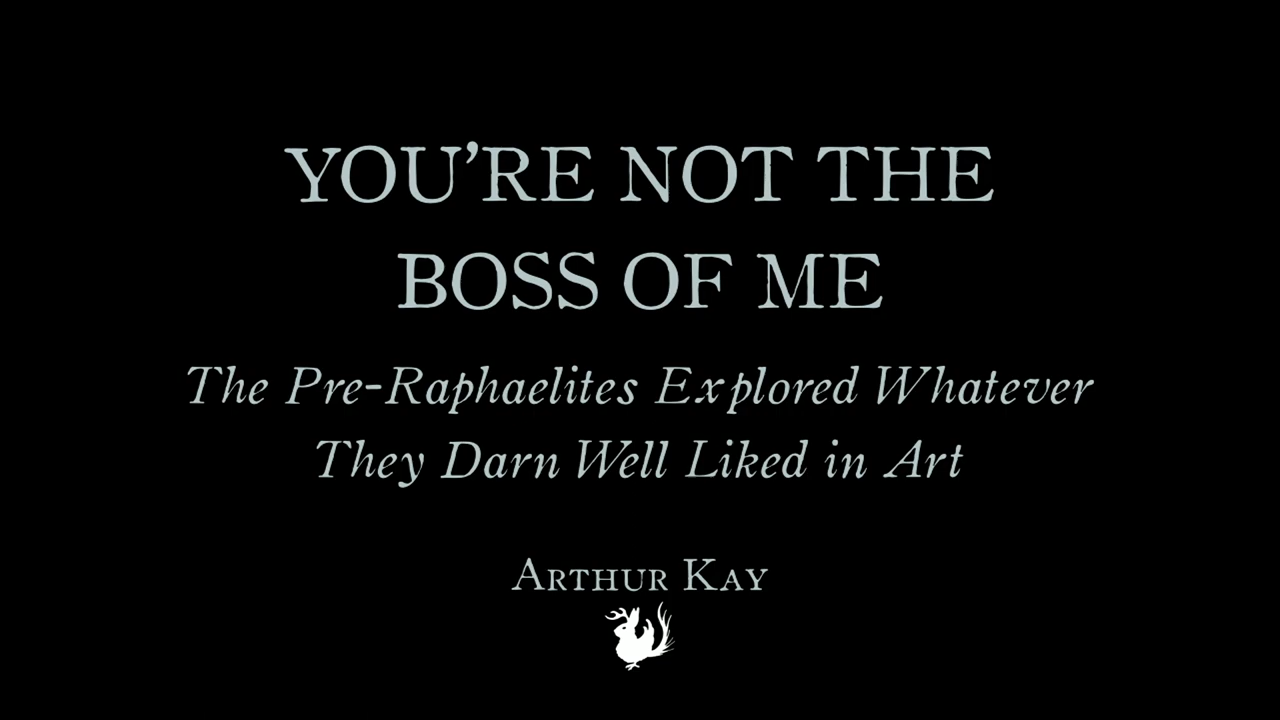 YOU’RE NOT THE
BOSS OF ME
The Pre-Raphaelites Explored Whatever
They Darn Well Liked in Art
Arthur Kay